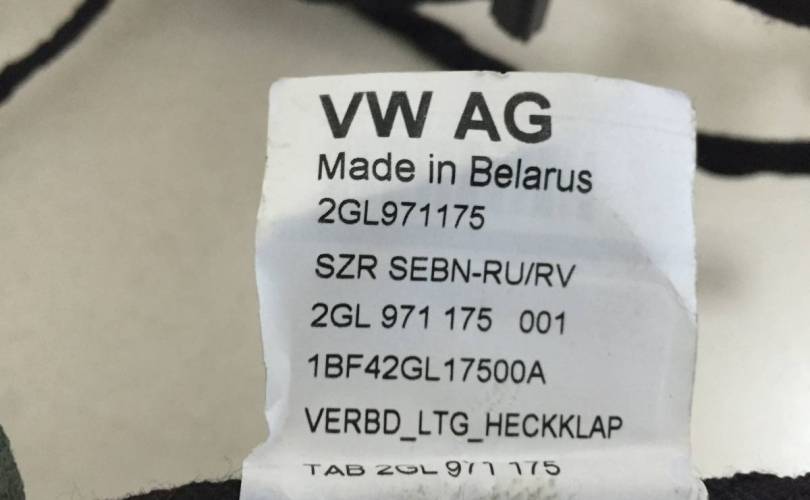 VW AG
Made in Belarus
2GL971175
SZR SEBN-RU/RV
2GL 971 175 001
1BF42GL17500A
VERBD_LTG_HECKKLAP
TAB 2GL 971 175